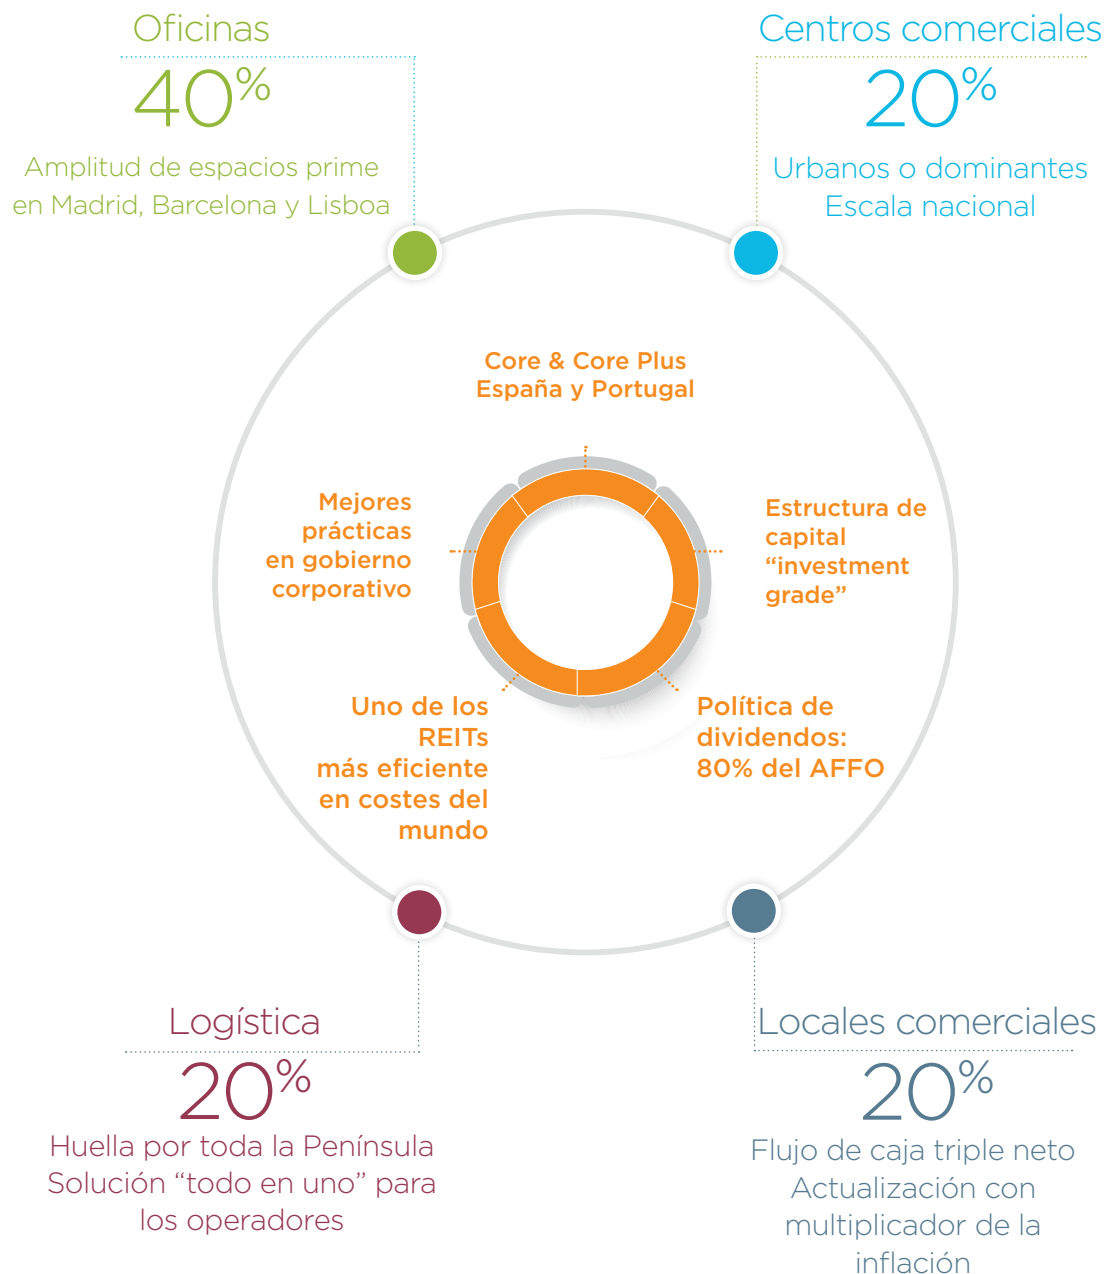 Oficinas
40%
Amplitud de espacios prime
en Madrid, Barcelona y Lisboa
Centros comerciales
20%
Urbanos o dominantes
Escala nacional
Core & Core Plus
España y Portugal
Mejores
prácticas
en gobierno
corporativo
Estructura de
capital
“investment
grade”
Uno de los
REITs
más eficiente
en costes del
mundo
Política de
dividendos:
80% del AFFO
Logística
20%
Huella por toda la Península
Solución “todo en uno” para
los operadores
Locales comerciales
20%
Flujo de caja triple neto
Actualización con
multiplicador de la
inflación